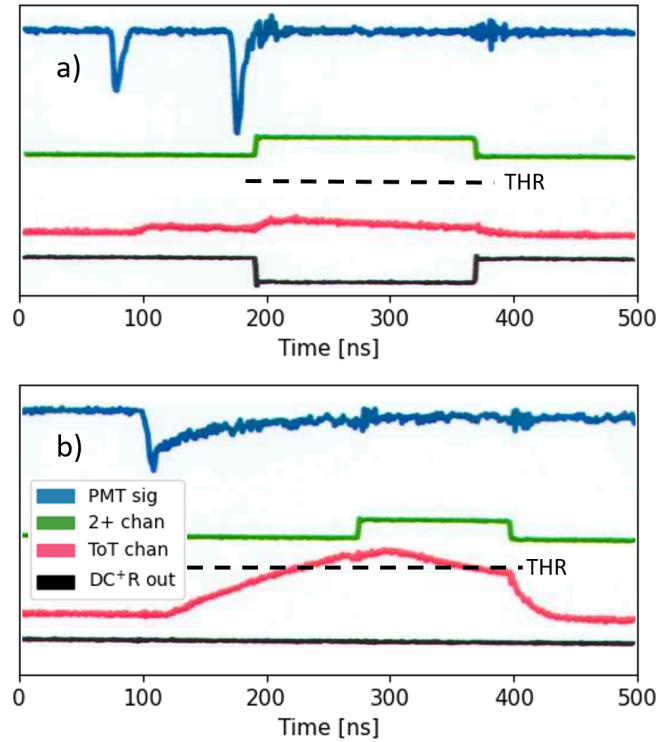 a)
THR
0 100 200 300 400 500
Time [ns]
b)
PMT sig
2+ chan
ToT chan
DC⁺R out
THR
0 100 200 300 400 500
Time [ns]